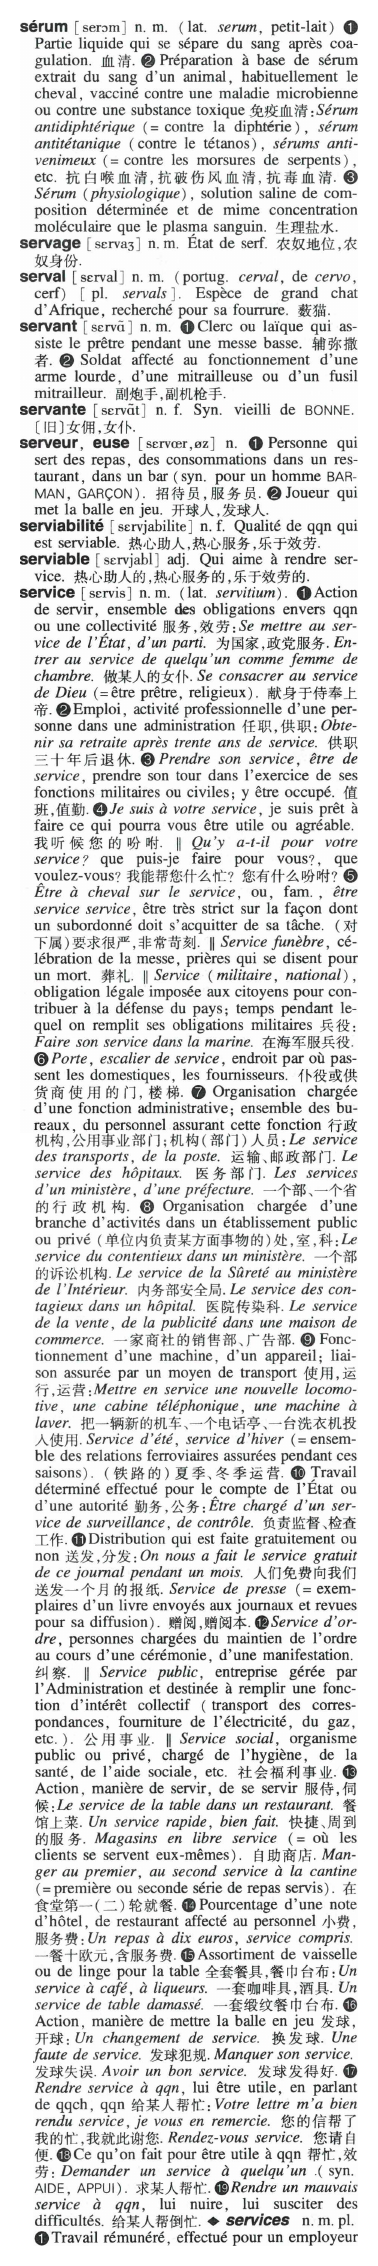 sérum [serɔm] n. m. (lat. serum, petit-lait) ❶
Partie liquide qui se sépare du sang après coa-
gulation. 血清. ❷ Préparation à base de sérum
extrait du sang d'un animal, habituellement le
cheval, vacciné contre une maladie microbienne
ou contre une substance toxique 免疫血清:Sérum
antidiphtérique (= contre la diphtérie), sérum
antitétanique (contre le tétanos), sérums anti-
venimeux (= contre les morsures de serpents),
etc. 抗白喉血清,抗破伤风血清,抗毒血清. ❸
Sérum (physiologique), solution saline de com-
position déterminée et de mime concentration
moléculaire que le plasma sanguin. 生理盐水.
servage [sɛrvaʒ] n. m. État de serf. 农奴地位,农
奴身份.
serval [sɛrval] n. m. (portug. cerval, de cervo,
cerf) [pl. servals]. Espèce de grand chat
d'Afrique, recherché pour sa fourrure. 薮猫.
servant [sɛrvɑ̃] n. m. ❶ Clerc ou laïque qui as-
siste le prêtre pendant une messe basse. 辅弥撒
者. ❷ Soldat affecté au fonctionnement d'une
arme lourde, d'une mitrailleuse ou d'un fusil
mitrailleur. 副炮手,副机枪手.
servante [sɛrvɑ̃t] n. f. Syn. vieilli de BONNE.
〔旧〕女佣,女仆.
serveur, euse [sɛrvœr,øz] n. ❶ Personne qui
sert des repas, des consommations dans un res-
taurant, dans un bar (syn. pour un homme BAR-
MAN, GARÇON). 招待员,服务员. ❷ Joueur qui
met la balle en jeu. 开球人,发球人.
serviabilité [sɛrvjabilite] n. f. Qualité de qqn qui
est serviable. 热心助人,热心服务,乐于效劳.
serviable [sɛrvjabl] adj. Qui aime à rendre ser-
vice. 热心助人的,热心服务的,乐于效劳的.
service [sɛrvis] n. m. (lat. servitium). ❶ Action
de servir, ensemble des obligations envers qqn
ou une collectivité 服务,效劳:Se mettre au ser-
vice de l'État, d'un parti. 为国家,政党服务. En-
trer au service de quelqu'un comme femme de
chambre. 做某人的女仆. Se consacrer au service
de Dieu (=être prêtre, religieux). 献身于侍奉上
帝. ❷ Emploi, activité professionnelle d'une per-
sonne dans une administration 任职,供职:Obte-
nir sa retraite après trente ans de service. 供职
三十年后退休. ❸ Prendre son service, être de
service, prendre son tour dans l'exercice de ses
fonctions militaires ou civiles; y être occupé. 值
班,值勤. ❹ Je suis à votre service, je suis prêt à
faire ce qui pourra vous être utile ou agréable.
我听候您的吩咐. ‖ Qu'y a-t-il pour votre
service? que puis-je faire pour vous?, que
voulez-vous? 我能帮您什么忙? 您有什么吩咐? ❺
Être à cheval sur le service, ou, fam., être
service service, être très strict sur la façon dont
un subordonné doit s'acquitter de sa tâche. (对
下属)要求很严,非常苛刻. ‖ Service funèbre, cé-
lébration de la messe, prières qui se disent pour
un mort. 葬礼. ‖ Service (militaire, national),
obligation légale imposée aux citoyens pour con-
tribuer à la défense du pays; temps pendant le-
quel on remplit ses obligations militaires 兵役:
Faire son service dans la marine. 在海军服兵役.
❻ Porte, escalier de service, endroit par où pas-
sent les domestiques, les fournisseurs. 仆役或供
货商使用的门,楼梯. ❼ Organisation chargée
d'une fonction administrative; ensemble des bu-
reaux, du personnel assurant cette fonction 行政
机构,公用事业部门;机构(部门)人员:Le service
des transports, de la poste. 运输、邮政部门. Le
service des hôpitaux. 医务部门. Les services
d'un ministère, d'une préfecture. 一个部、一个省
的行政机构. ❽ Organisation chargée d'une
branche d'activités dans un établissement public
ou privé (单位内负责某方面事物的)处,室,科:Le
service du contentieux dans un ministère. 一个部
的诉讼机构. Le service de la Sûreté au ministère
de l'Intérieur. 内务部安全局. Le service des con-
tagieux dans un hôpital. 医院传染科. Le service
de la vente, de la publicité dans une maison de
commerce. 一家商社的销售部、广告部. ❾ Fonc-
tionnement d'une machine, d'un appareil; liai-
son assurée par un moyen de transport 使用,运
行,运营:Mettre en service une nouvelle locomo-
tive, une cabine téléphonique, une machine à
laver. 把一辆新的机车、一个电话亭、一台洗衣机投
入使用. Service d'été, service d'hiver (= ensem-
ble des relations ferroviaires assurées pendant ces
saisons). (铁路的)夏季、冬季运营. ❿ Travail
déterminé effectué pour le compte de l'État ou
d'une autorité 勤务,公务:Être chargé d'un ser-
vice de surveillance, de contrôle. 负责监督、检查
工作. ⓫ Distribution qui est faite gratuitement ou
non 送发,分发:On nous a fait le service gratuit
de ce journal pendant un mois. 人们免费向我们
送发一个月的报纸. Service de presse (= exem-
plaires d'un livre envoyés aux journaux et revues
pour sa diffusion). 赠阅,赠阅本. ⓬ Service d'or-
dre, personnes chargées du maintien de l'ordre
au cours d'une cérémonie, d'une manifestation.
纠察. ‖ Service public, entreprise gérée par
l'Administration et destinée à remplir une fonc-
tion d'intérêt collectif (transport des corres-
pondances, fourniture de l'électricité, du gaz,
etc.). 公用事业. ‖ Service social, organisme
public ou privé, chargé de l'hygiène, de la
santé, de l'aide sociale, etc. 社会福利事业. ⓭
Action, manière de servir, de se servir 服侍,伺
候:Le service de la table dans un restaurant. 餐
馆上菜. Un service rapide, bien fait. 快捷、周到
的服务. Magasins en libre service (= où les
clients se servent eux-mêmes). 自助商店. Man-
ger au premier, au second service à la cantine
(=première ou seconde série de repas servis). 在
食堂第一(二)轮就餐. ⓮ Pourcentage d'une note
d'hôtel, de restaurant affecté au personnel 小费,
服务费:Un repas à dix euros, service compris.
一餐十欧元,含服务费. ⓯ Assortiment de vaisselle
ou de linge pour la table 全套餐具,餐巾台布:Un
service à café, à liqueurs. 一套咖啡具,酒具. Un
service de table damassé. 一套缎纹餐巾台布. ⓰
Action, manière de mettre la balle en jeu 发球,
开球: Un changement de service. 换发球. Une
faute de service. 发球犯规. Manquer son service.
发球失误. Avoir un bon service. 发球发得好. ⓱
Rendre service à qqn, lui être utile, en parlant
de qqch, qqn 给某人帮忙:Votre lettre m'a bien
rendu service, je vous en remercie. 您的信帮了
我的忙,我就此谢您. Rendez-vous service. 您请自
便. ⓲ Ce qu'on fait pour être utile à qqn 帮忙,效
劳: Demander un service à quelqu'un .(syn.
AIDE, APPUI). 求某人帮忙. ⓳ Rendre un mauvais
service à qqn, lui nuire, lui susciter des
difficultés. 给某人帮倒忙. ◆ services n. m. pl.
❶ Travail rémunéré, effectué pour un employeur